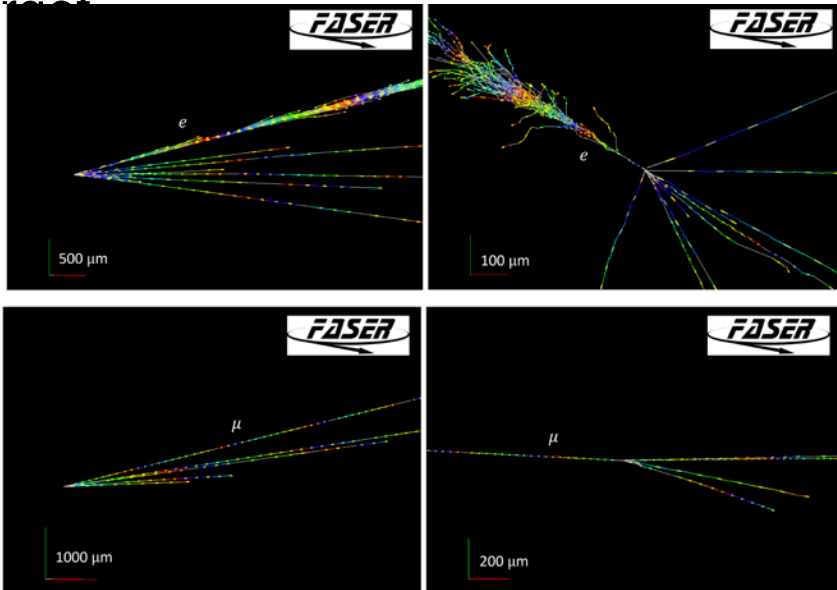 FASER
FASER
e
e
500 μm
100 μm
FASER
FASER
μ
μ
1000 μm
200 μm